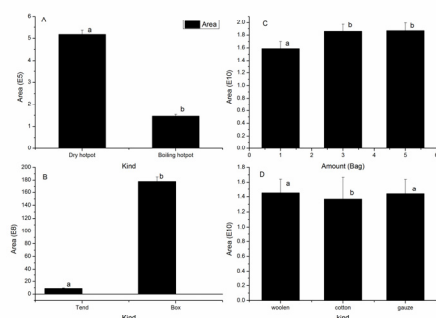 A
Area
a
b
Area (E5)
6
5
4
3
2
1
0
Dry hotpot Boiling hotpot
Kind
C
a
b
b
Area (E10)
2.0
1.8
1.6
1.4
1.2
1.0
0.8
0.6
0.4
0.2
0.0
0 1 2 3 4 5 6
Amount (Bag)
B
a
b
Area (E8)
200
180
160
140
120
100
80
60
40
20
0
Tend Box
Kind
D
a
b
a
Area (E10)
1.8
1.6
1.4
1.2
1.0
0.8
0.6
0.4
0.2
0.0
woolen cotton gauze
kind